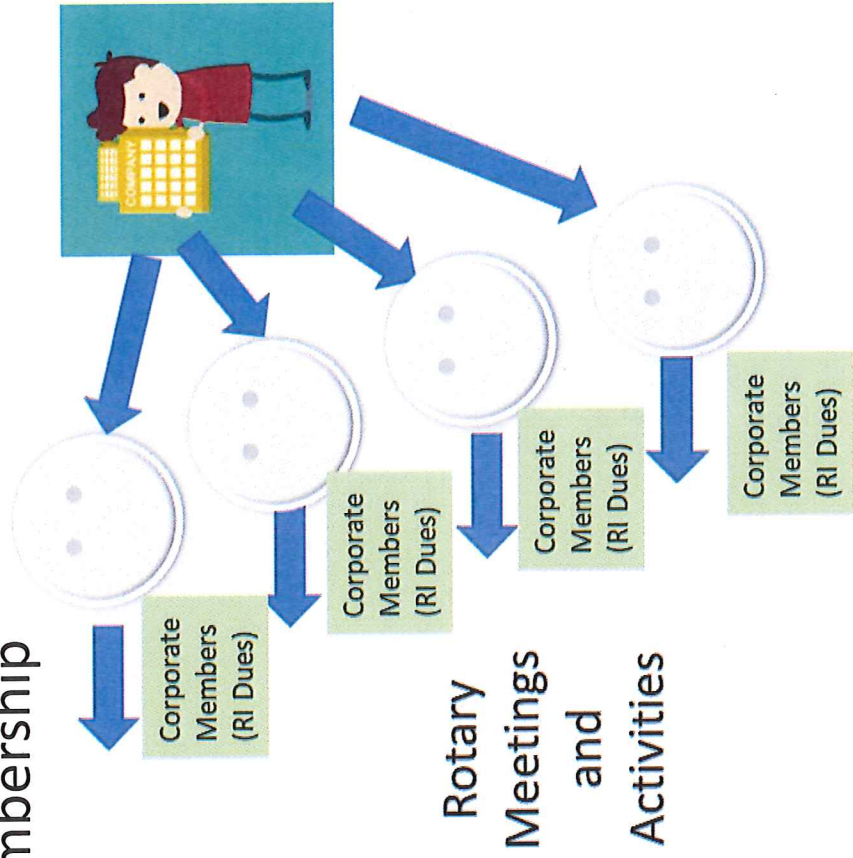 mbership
COMPANY
Corporate
Members
(RI Dues)
Corporate
Members
(RI Dues)
Corporate
Members
(RI Dues)
Corporate
Members
(RI Dues)
Rotary
Meetings
and
Activities